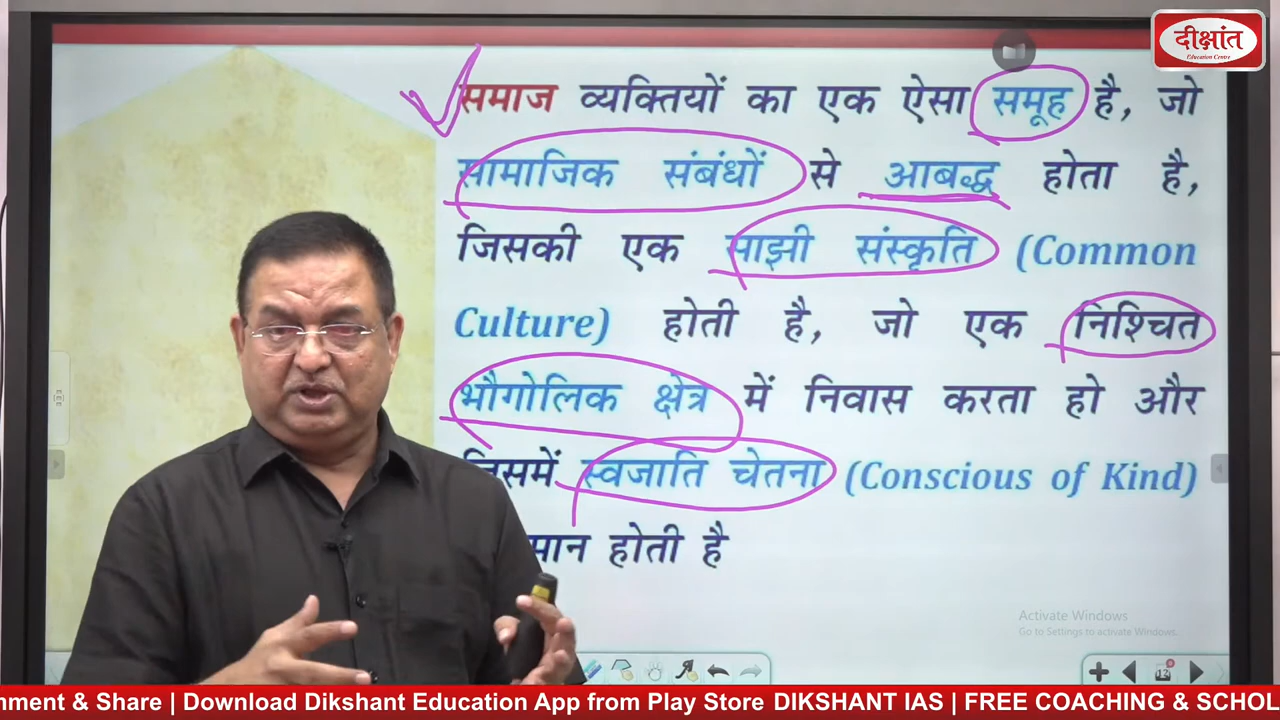 दीक्षांत
Education Centre
समाज व्यक्तियों का एक ऐसा समूह है, जो
सामाजिक संबंधों से आबद्ध होता है,
जिसकी एक साझी संस्कृति (Common
Culture) होती है, जो एक निश्चित
भौगोलिक क्षेत्र में निवास करता हो और
स्वजाति चेतना (Conscious of Kind)
होती है
Activate Windows
Go to Settings to activate Windows.
& Share | Download Dikshant Education App from Play Store DIKSHANT IAS | FREE COACHING &